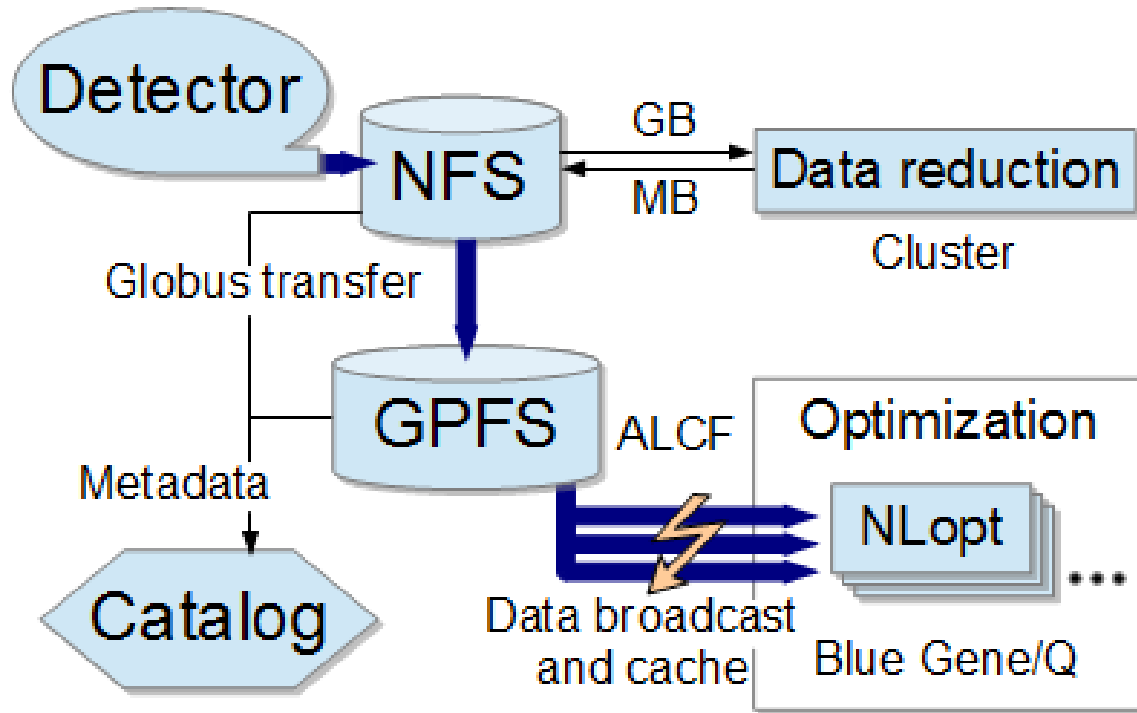 Detector
NFS
GB
MB
Data reduction
Cluster
Globus transfer
GPFS
ALCF
Optimization
NLopt
...
Metadata
Catalog
Data broadcast
and cache
Blue Gene/Q